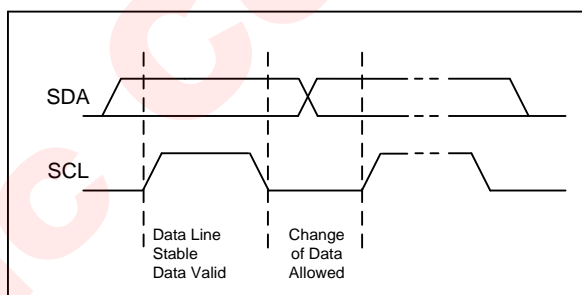 SDA
SCL
Data Line
Stable
Data Valid
Change
of Data
Allowed